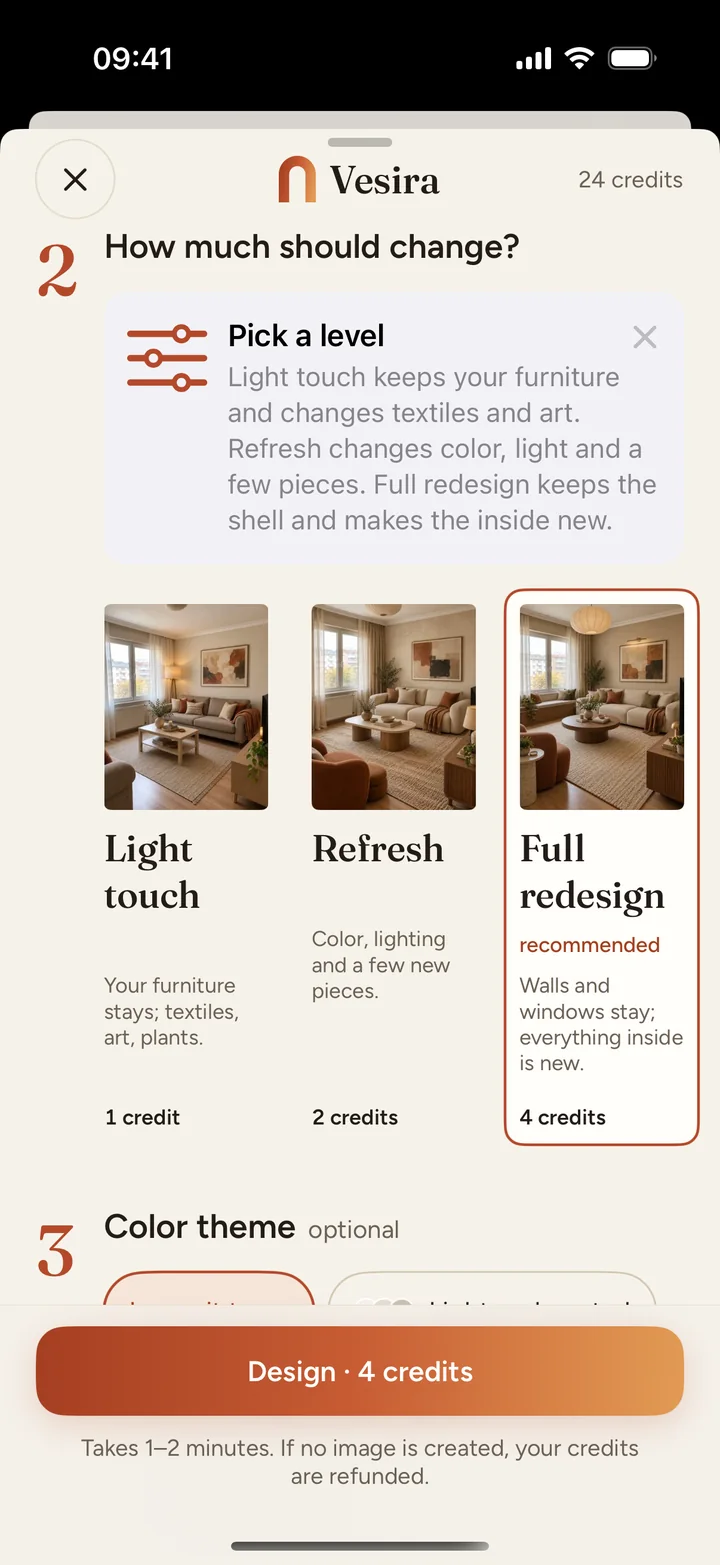 09:41
Vesira
24 credits
2
How much should change?
Pick a level
Light touch keeps your furniture
and changes textiles and art.
Refresh changes color, light and a
few pieces. Full redesign keeps the
shell and makes the inside new.
Light
touch
Your furniture
stays; textiles,
art, plants.
1 credit
Refresh
Color, lighting
and a few new
pieces.
2 credits
Full
redesign
recommended
Walls and
windows stay;
everything inside
is new.
4 credits
3
Color theme optional
Design · 4 credits
Takes 1–2 minutes. If no image is created, your credits
are refunded.